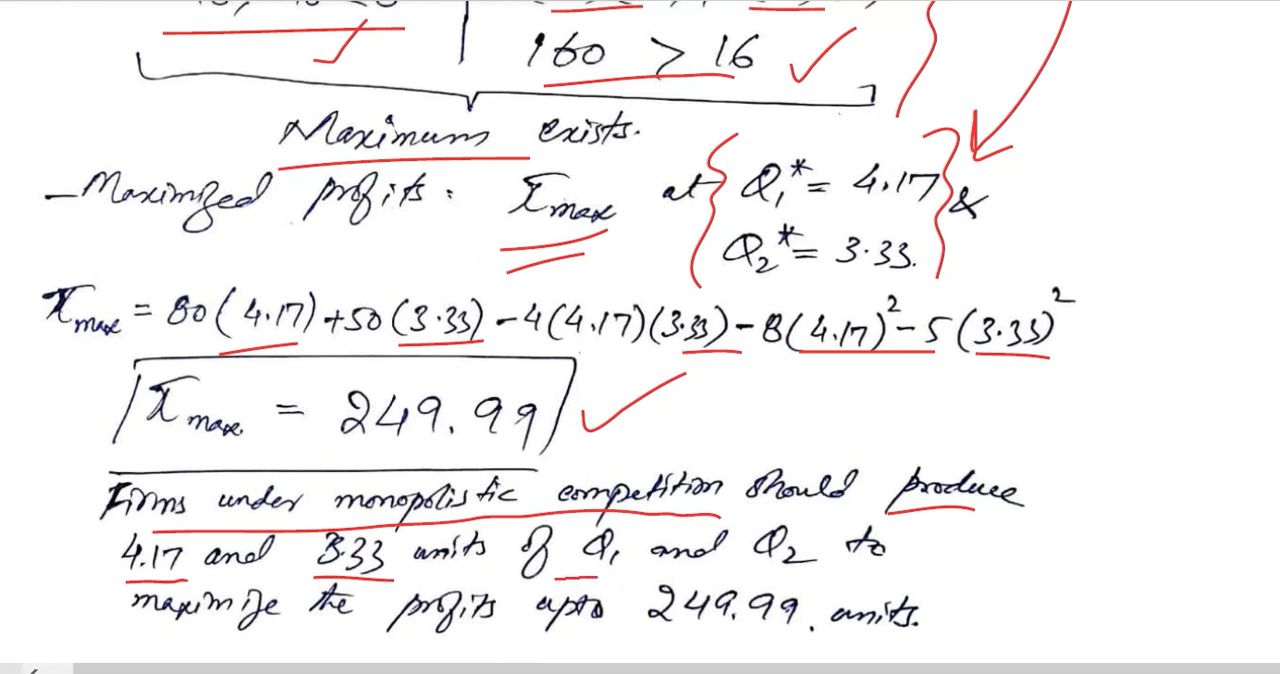 160 > 16
Maximum exists.
- Maximized profits: π max at { Q₁* = 4.17 } &
Q₂* = 3.33.
π max = 80(4.17) + 50(3.33) - 4(4.17)(3.33) - 8(4.17)² - 5(3.33)²
π max = 249.99
Firms under monopolistic competition should produce
4.17 and 3.33 units of Q₁ and Q₂ to
maximize the profits upto 249.99. units.